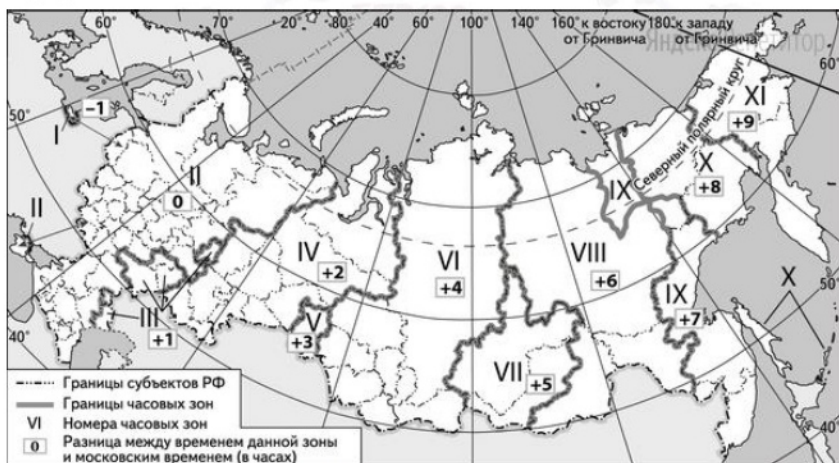 60° 70° 20° 80° 40° 60° 80° 100° 120° 140° 160° к востоку 180° к западу
от Гринвича от Гринвича
60°
50°
-1
I
II
0
II
III
+1
40°
IV
+2
V
+3
VI
+4
VII
+5
VIII
+6
IX
IX
+7
X
+8
XI
+9
Северный полярный круг
X
50°
40°
Границы субъектов РФ
Границы часовых зон
VI Номера часовых зон
0 Разница между временем данной зоны
и московским временем (в часах)